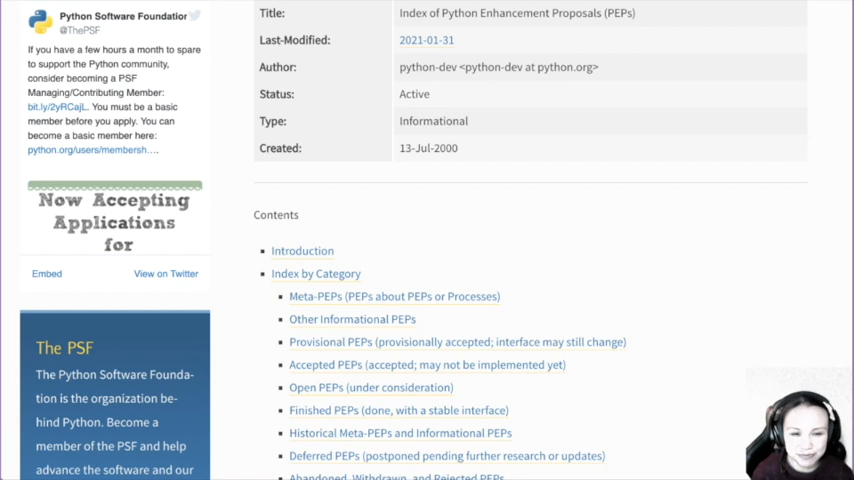 Python Software Foundation
@ThePSF
If you have a few hours a month to spare
to support the Python community,
consider becoming a PSF
Managing/Contributing Member:
bit.ly/2yRCajL. You must be a basic
member before you apply. You can
become a basic member here:
python.org/users/membersh….
Now Accepting
Applications
for
Embed
View on Twitter
The PSF
The Python Software Founda-
tion is the organization be-
hind Python. Become a
member of the PSF and help
advance the software and our
Title:
Index of Python Enhancement Proposals (PEPs)
Last-Modified:
2021-01-31
Author:
python-dev <python-dev at python.org>
Status:
Active
Type:
Informational
Created:
13-Jul-2000
Contents
Introduction
Index by Category
Meta-PEPs (PEPs about PEPs or Processes)
Other Informational PEPs
Provisional PEPs (provisionally accepted; interface may still change)
Accepted PEPs (accepted; may not be implemented yet)
Open PEPs (under consideration)
Finished PEPs (done, with a stable interface)
Historical Meta-PEPs and Informational PEPs
Deferred PEPs (postponed pending further research or updates)
Abandoned, Withdrawn, and Rejected PEPs